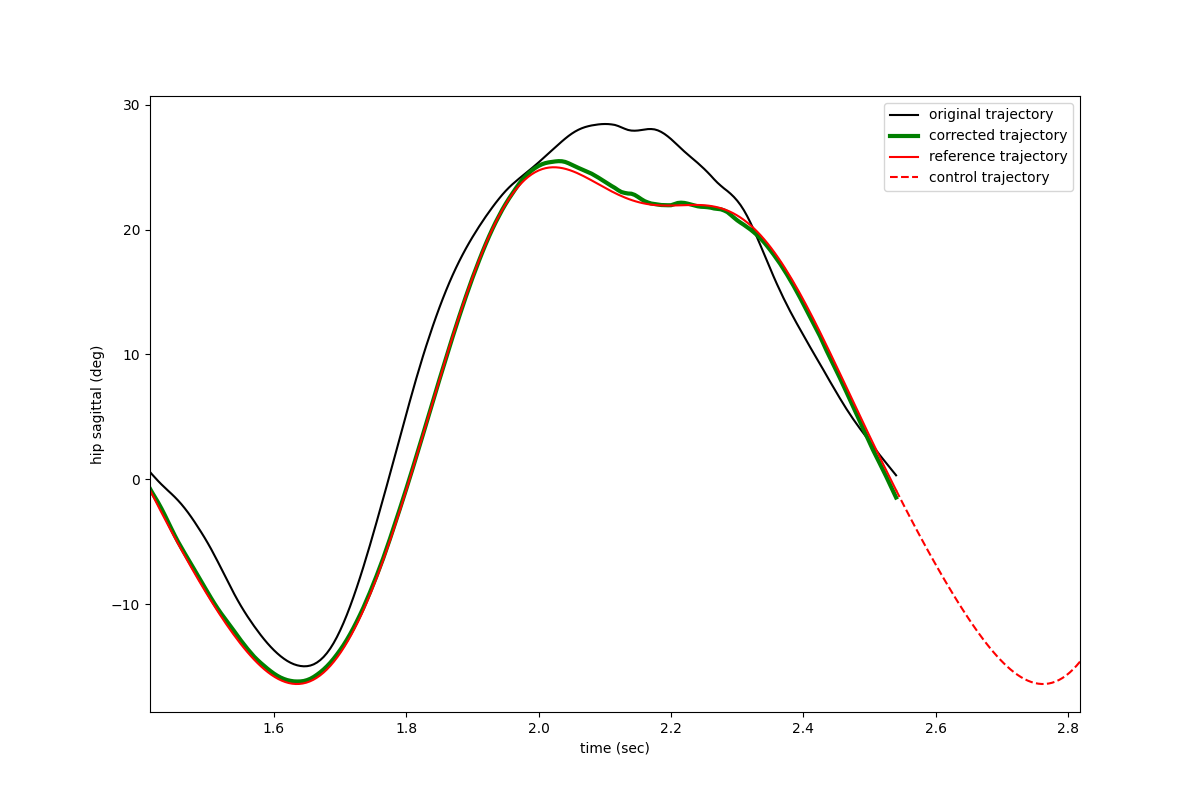 30
20
10
0
−10
hip sagittal (deg)
1.6
1.8
2.0
2.2
2.4
2.6
2.8
time (sec)
original trajectory
corrected trajectory
reference trajectory
control trajectory